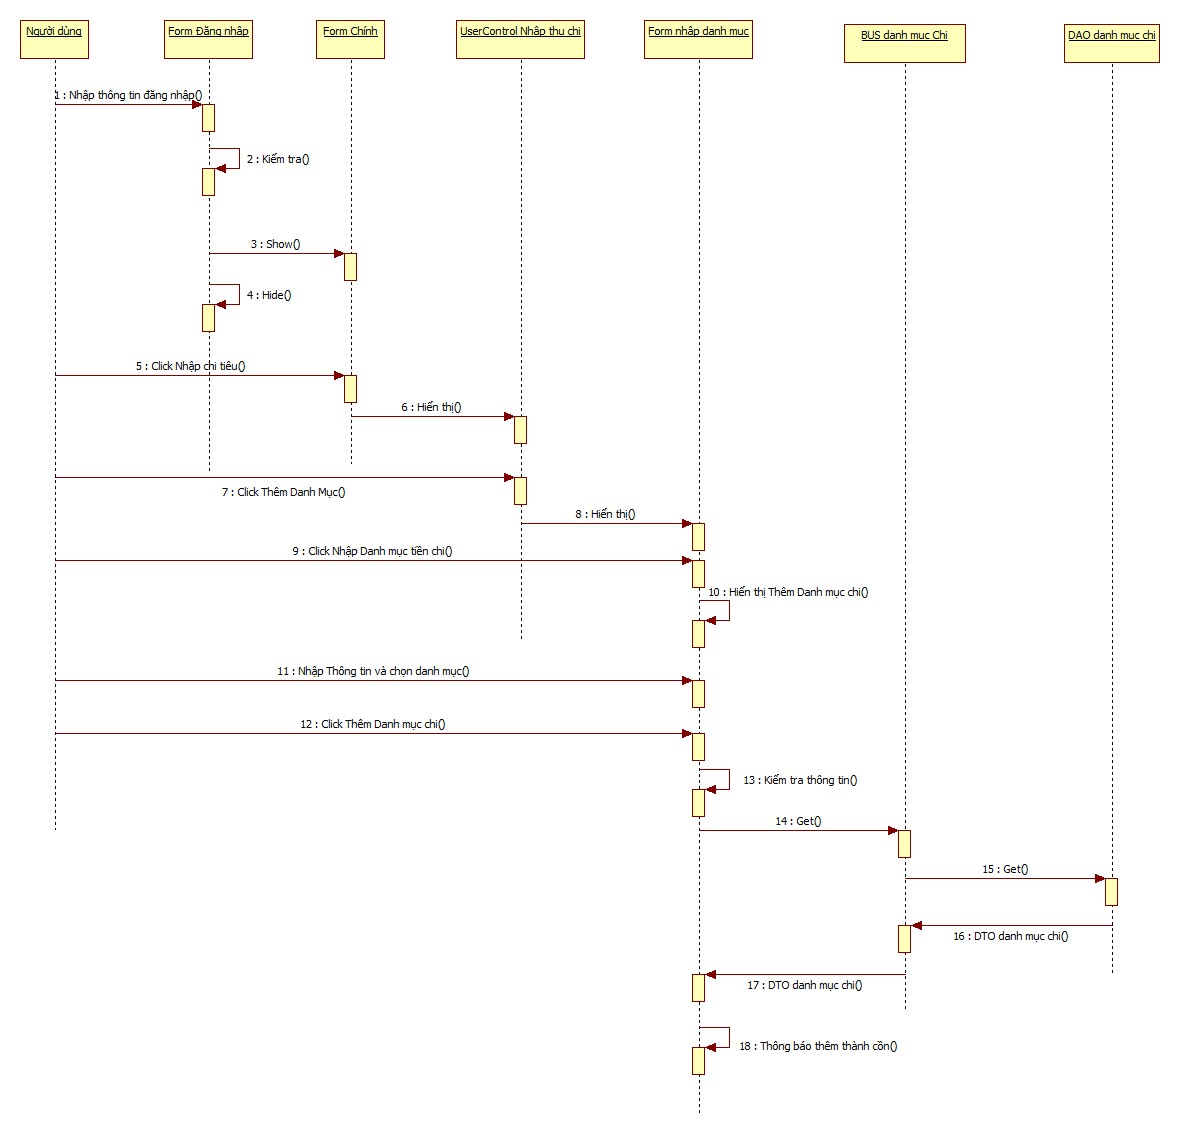 Người dùng
Form Đăng nhập
Form Chính
UserControl Nhập thu chi
Form nhập danh mục
BUS danh mục Chi
DAO danh mục chi
1 : Nhập thông tin đăng nhập()
2 : Kiểm tra()
3 : Show()
4 : Hide()
5 : Click Nhập chi tiêu()
6 : Hiển thị()
7 : Click Thêm Danh Mục()
8 : Hiển thị()
9 : Click Nhập Danh mục tiền chi()
10 : Hiển thị Thêm Danh mục chi()
11 : Nhập Thông tin và chọn danh mục()
12 : Click Thêm Danh mục chi()
13 : Kiểm tra thông tin()
14 : Get()
15 : Get()
16 : DTO danh mục chi()
17 : DTO danh mục chi()
18 : Thông báo thêm thành cồn()